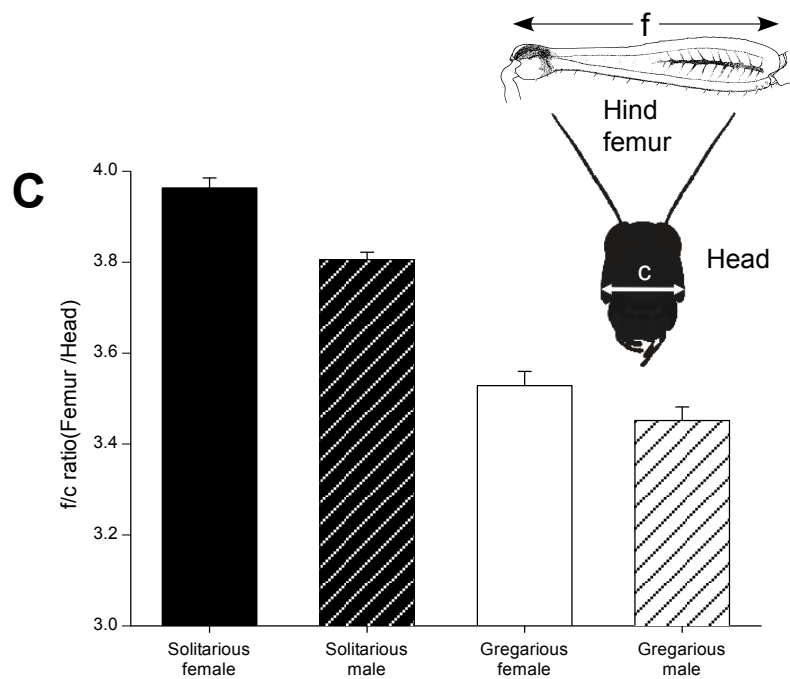 f
Hind
femur
C
Head
c
f/c ratio(Femur /Head)
4.0
3.8
3.6
3.4
3.2
3.0
Solitarious
female
Solitarious
male
Gregarious
female
Gregarious
male